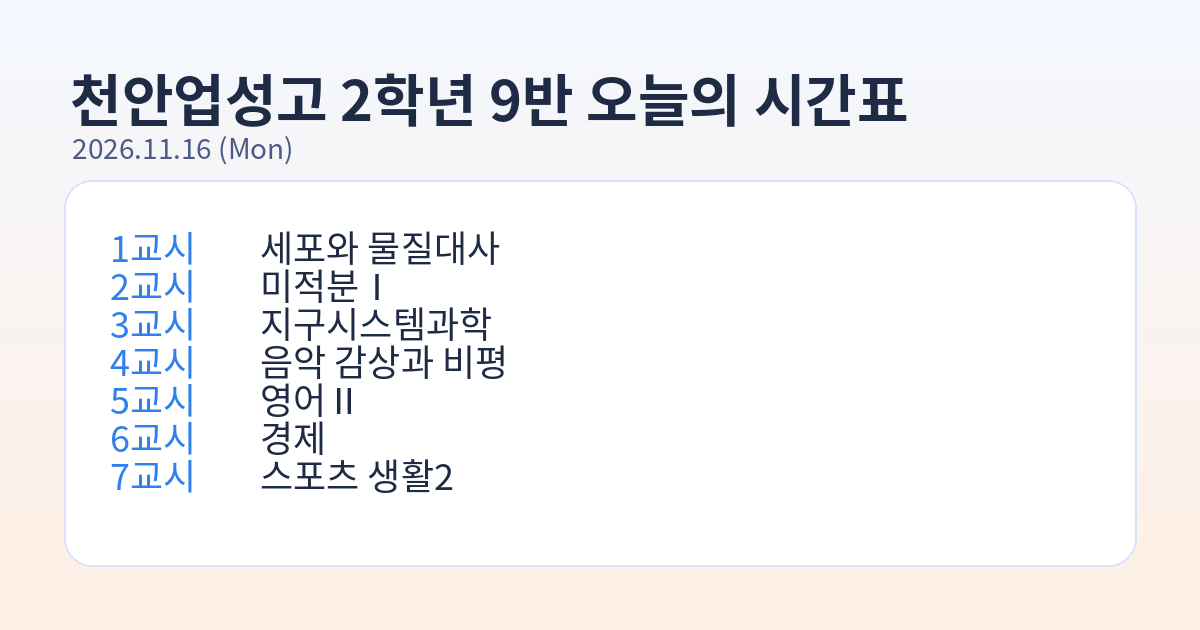 천안업성고 2학년 9반 오늘의 시간표
2026.11.16 (Mon)
1교시 세포와 물질대사
2교시 미적분Ⅰ
3교시 지구시스템과학
4교시 음악 감상과 비평
5교시 영어Ⅱ
6교시 경제
7교시 스포츠 생활2